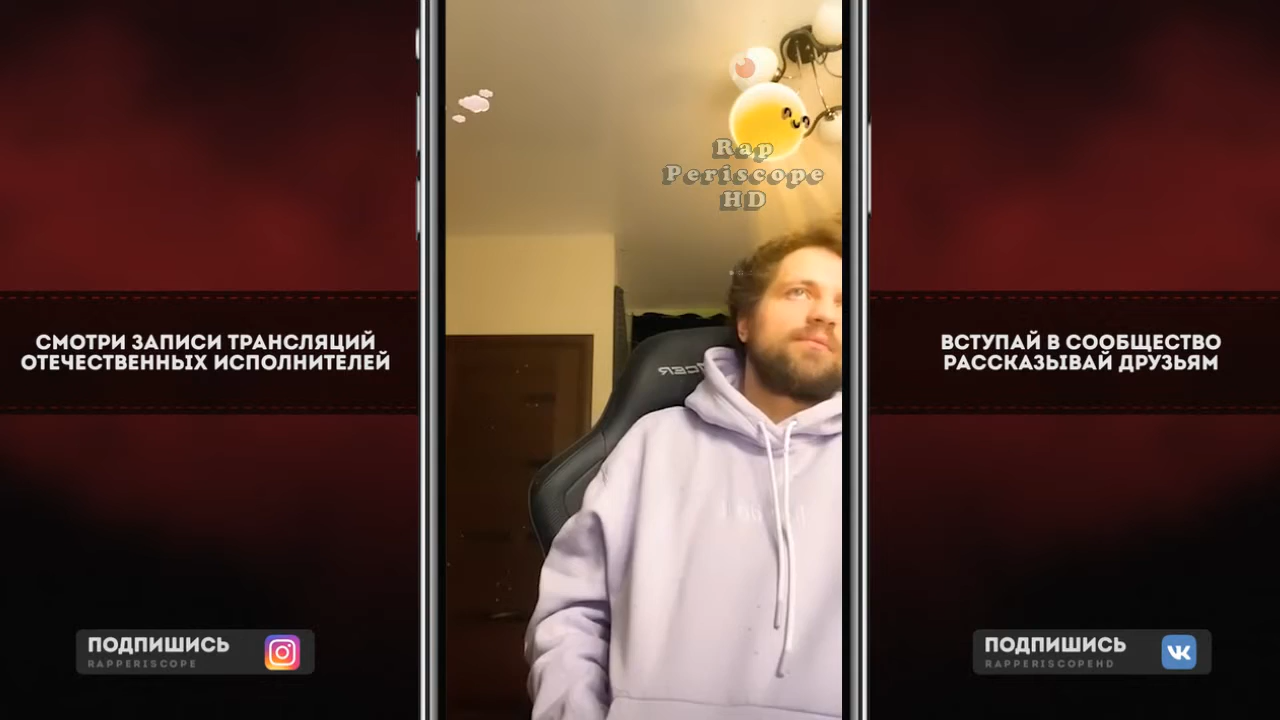 Rap
Periscope
HD
СМОТРИ ЗАПИСИ ТРАНСЛЯЦИЙ
ОТЕЧЕСТВЕННЫХ ИСПОЛНИТЕЛЕЙ
ВСТУПАЙ В СООБЩЕСТВО
РАССКАЗЫВАЙ ДРУЗЬЯМ
ПОДПИШИСЬ
RAPPERISCOPE
ПОДПИШИСЬ
RAPPERISCOPEHD